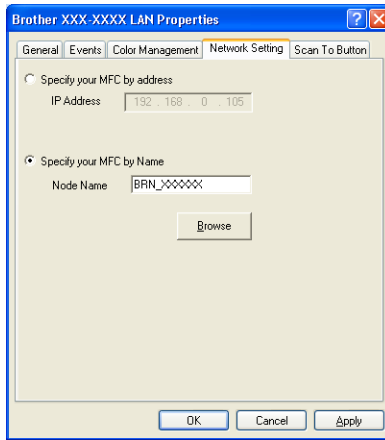 Brother XXX-XXXX LAN Properties
General Events Color Management Network Setting Scan To Button
Specify your MFC by address
IP Address 192 . 168 . 0 . 105
Specify your MFC by Name
Node Name BRN_XXXXXX
Browse
OK Cancel Apply